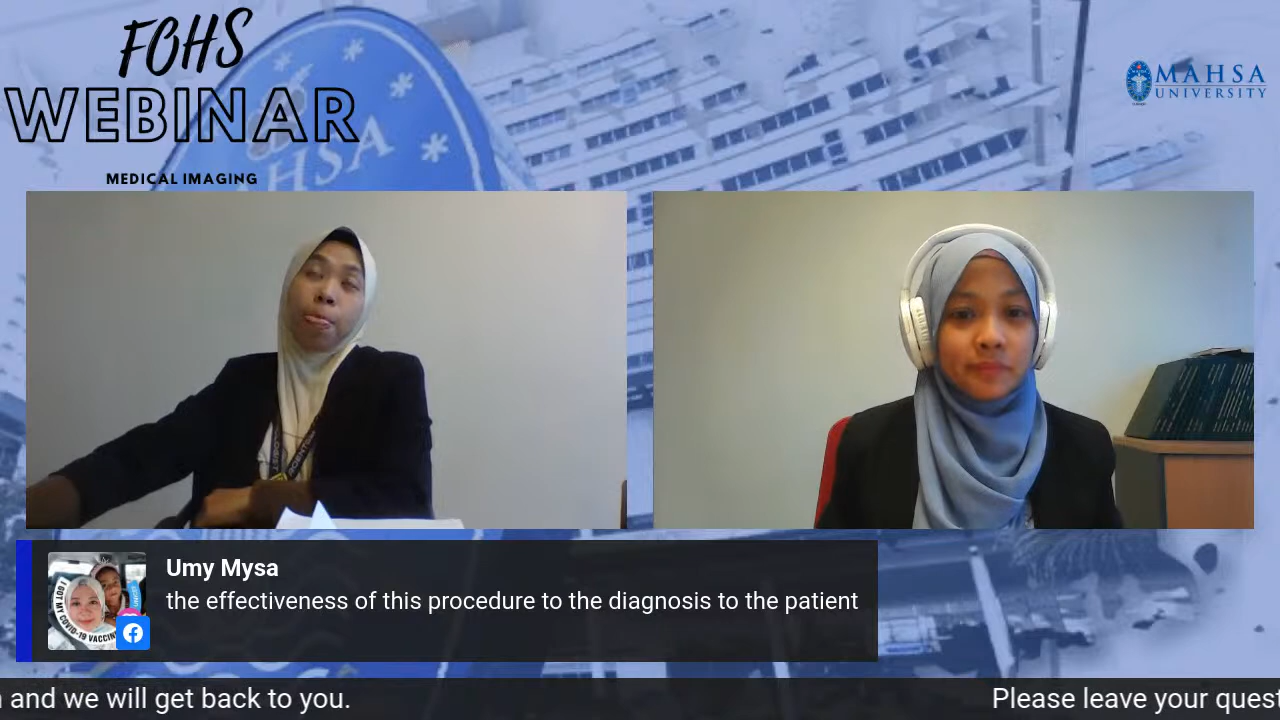 FOHS
WEBINAR
MEDICAL IMAGING
MAHSA
UNIVERSITY
Umy Mysa
the effectiveness of this procedure to the diagnosis to the patient
and we will get back to you.
Please leave your quest